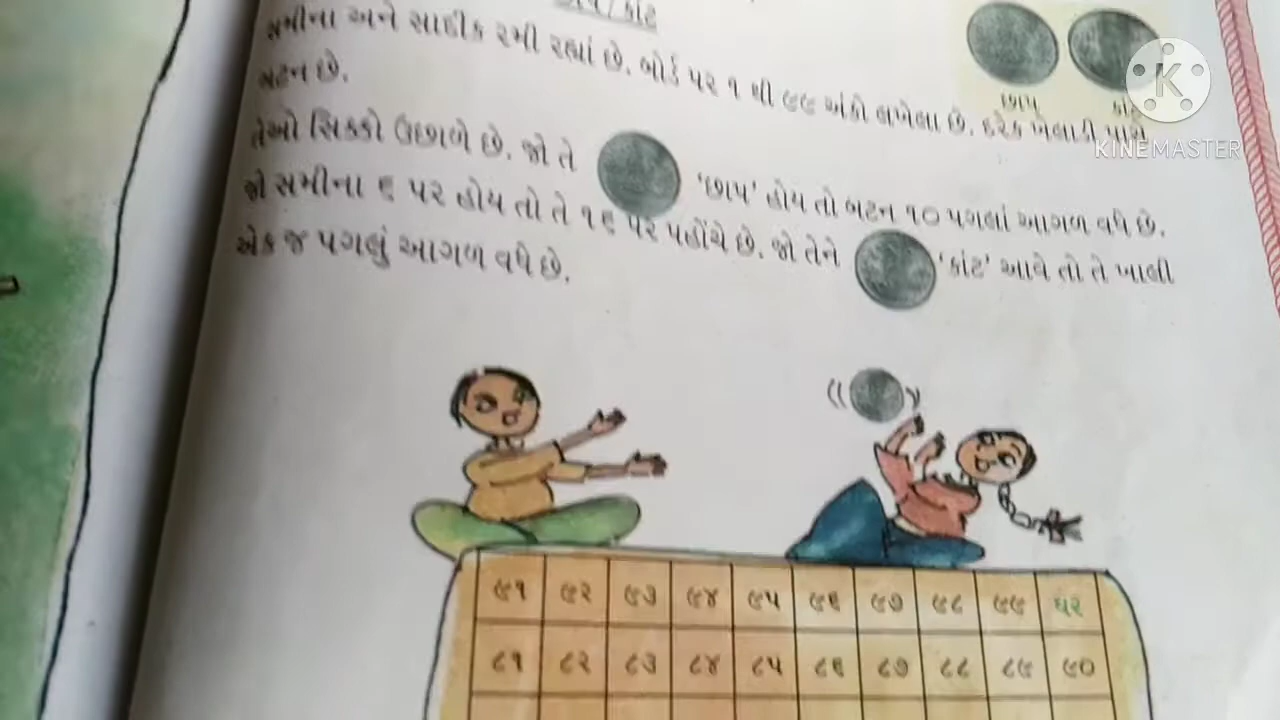 છાપ / કાંટ
સમીના અને સાદીક રમી રહ્યાં છે. બોર્ડ પર ૧ થી ૯૯ અંકો લખેલા છે. દરેક ખેલાડી પાસે
બટન છે.
છાપ કાંટ
તેઓ સિક્કો ઉછાળે છે. જો તે 'છાપ' હોય તો બટન ૧૦ પગલાં આગળ વધે છે.
જો સમીના ૬ પર હોય તો તે ૧૬ પર પહોંચે છે. જો તેને 'કાંટ' આવે તો તે ખાલી
એક જ પગલું આગળ વધે છે.
K
KINEMASTER
૯૧ ૯૨ ૯૩ ૯૪ ૯૫ ૯૬ ૯૭ ૯૮ ૯૯ ઘર
૮૧ ૮૨ ૮૩ ૮૪ ૮૫ ૮૬ ૮૭ ૮૮ ૮૯ ૯૦